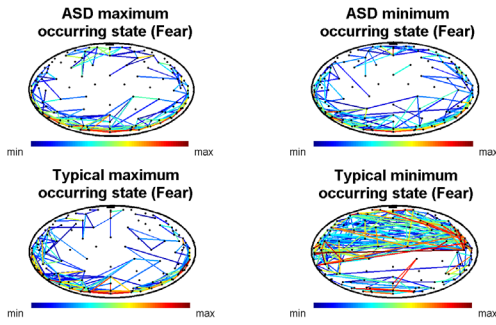 ASD maximum
occurring state (Fear)
min max
ASD minimum
occurring state (Fear)
min max
Typical maximum
occurring state (Fear)
min max
Typical minimum
occurring state (Fear)
min max